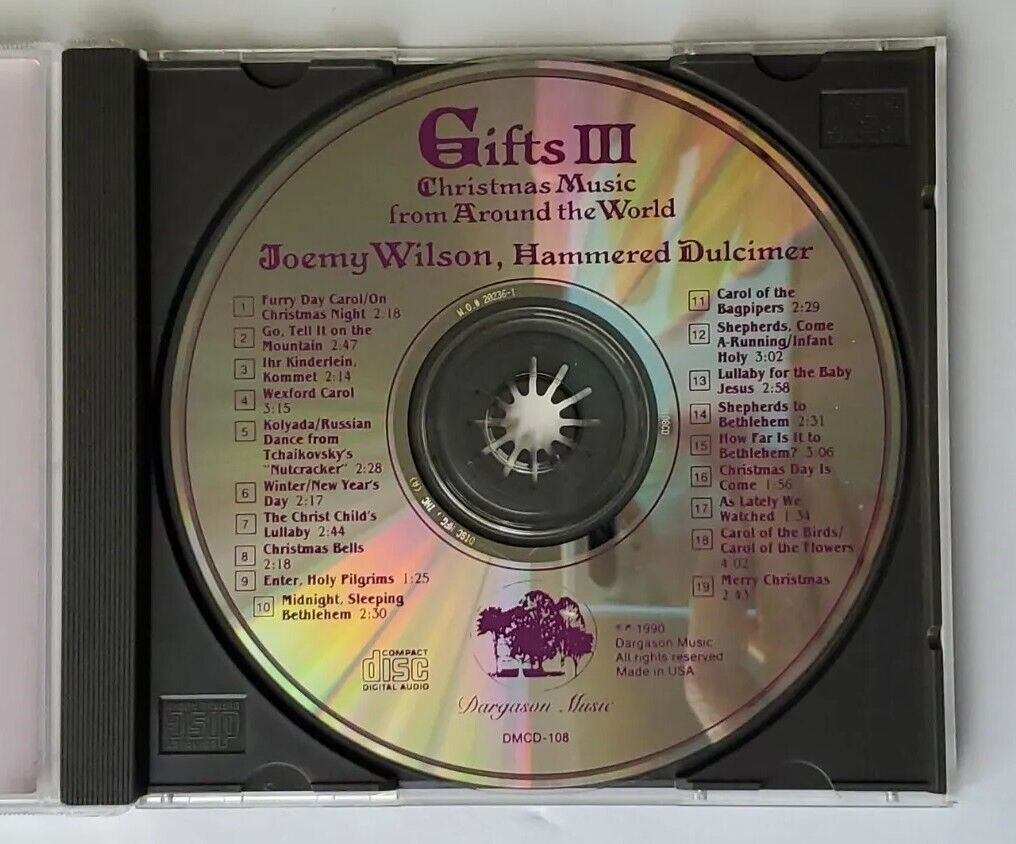 Gifts III
Christmas Music
from Around the World
Joemy Wilson, Hammered Dulcimer
1 Furry Day Carol/On
Christmas Night 2:18
2 Go, Tell It on the
Mountain 2:47
3 Ihr Kinderlein,
Kommet 2:14
4 Wexford Carol
3:15
5 Kolyada/Russian
Dance from
Tchaikovsky's
"Nutcracker" 2:28
6 Winter/New Year's
Day 2:17
7 The Christ Child's
Lullaby 2:44
8 Christmas Bells
2:18
9 Enter, Holy Pilgrims 1:25
10 Midnight, Sleeping
Bethlehem 2:30
11 Carol of the
Bagpipers 2:29
12 Shepherds, Come
A-Running/Infant
Holy 3:02
13 Lullaby for the Baby
Jesus 2:58
14 Shepherds to
Bethlehem 2:31
15 How Far Is It to
Bethlehem? 3:06
16 Christmas Day Is
Come 1:56
17 As Lately We
Watched 1:34
18 Carol of the Birds/
Carol of the Flowers
4:02
19 Merry Christmas
2:43
W.O.# 20236-1
DISC MFG., INC. (A)
COMPACT
disc
DIGITAL AUDIO
℗ 1990
Dargason Music
All rights reserved
Made in USA
Dargason Music
DMCD-108